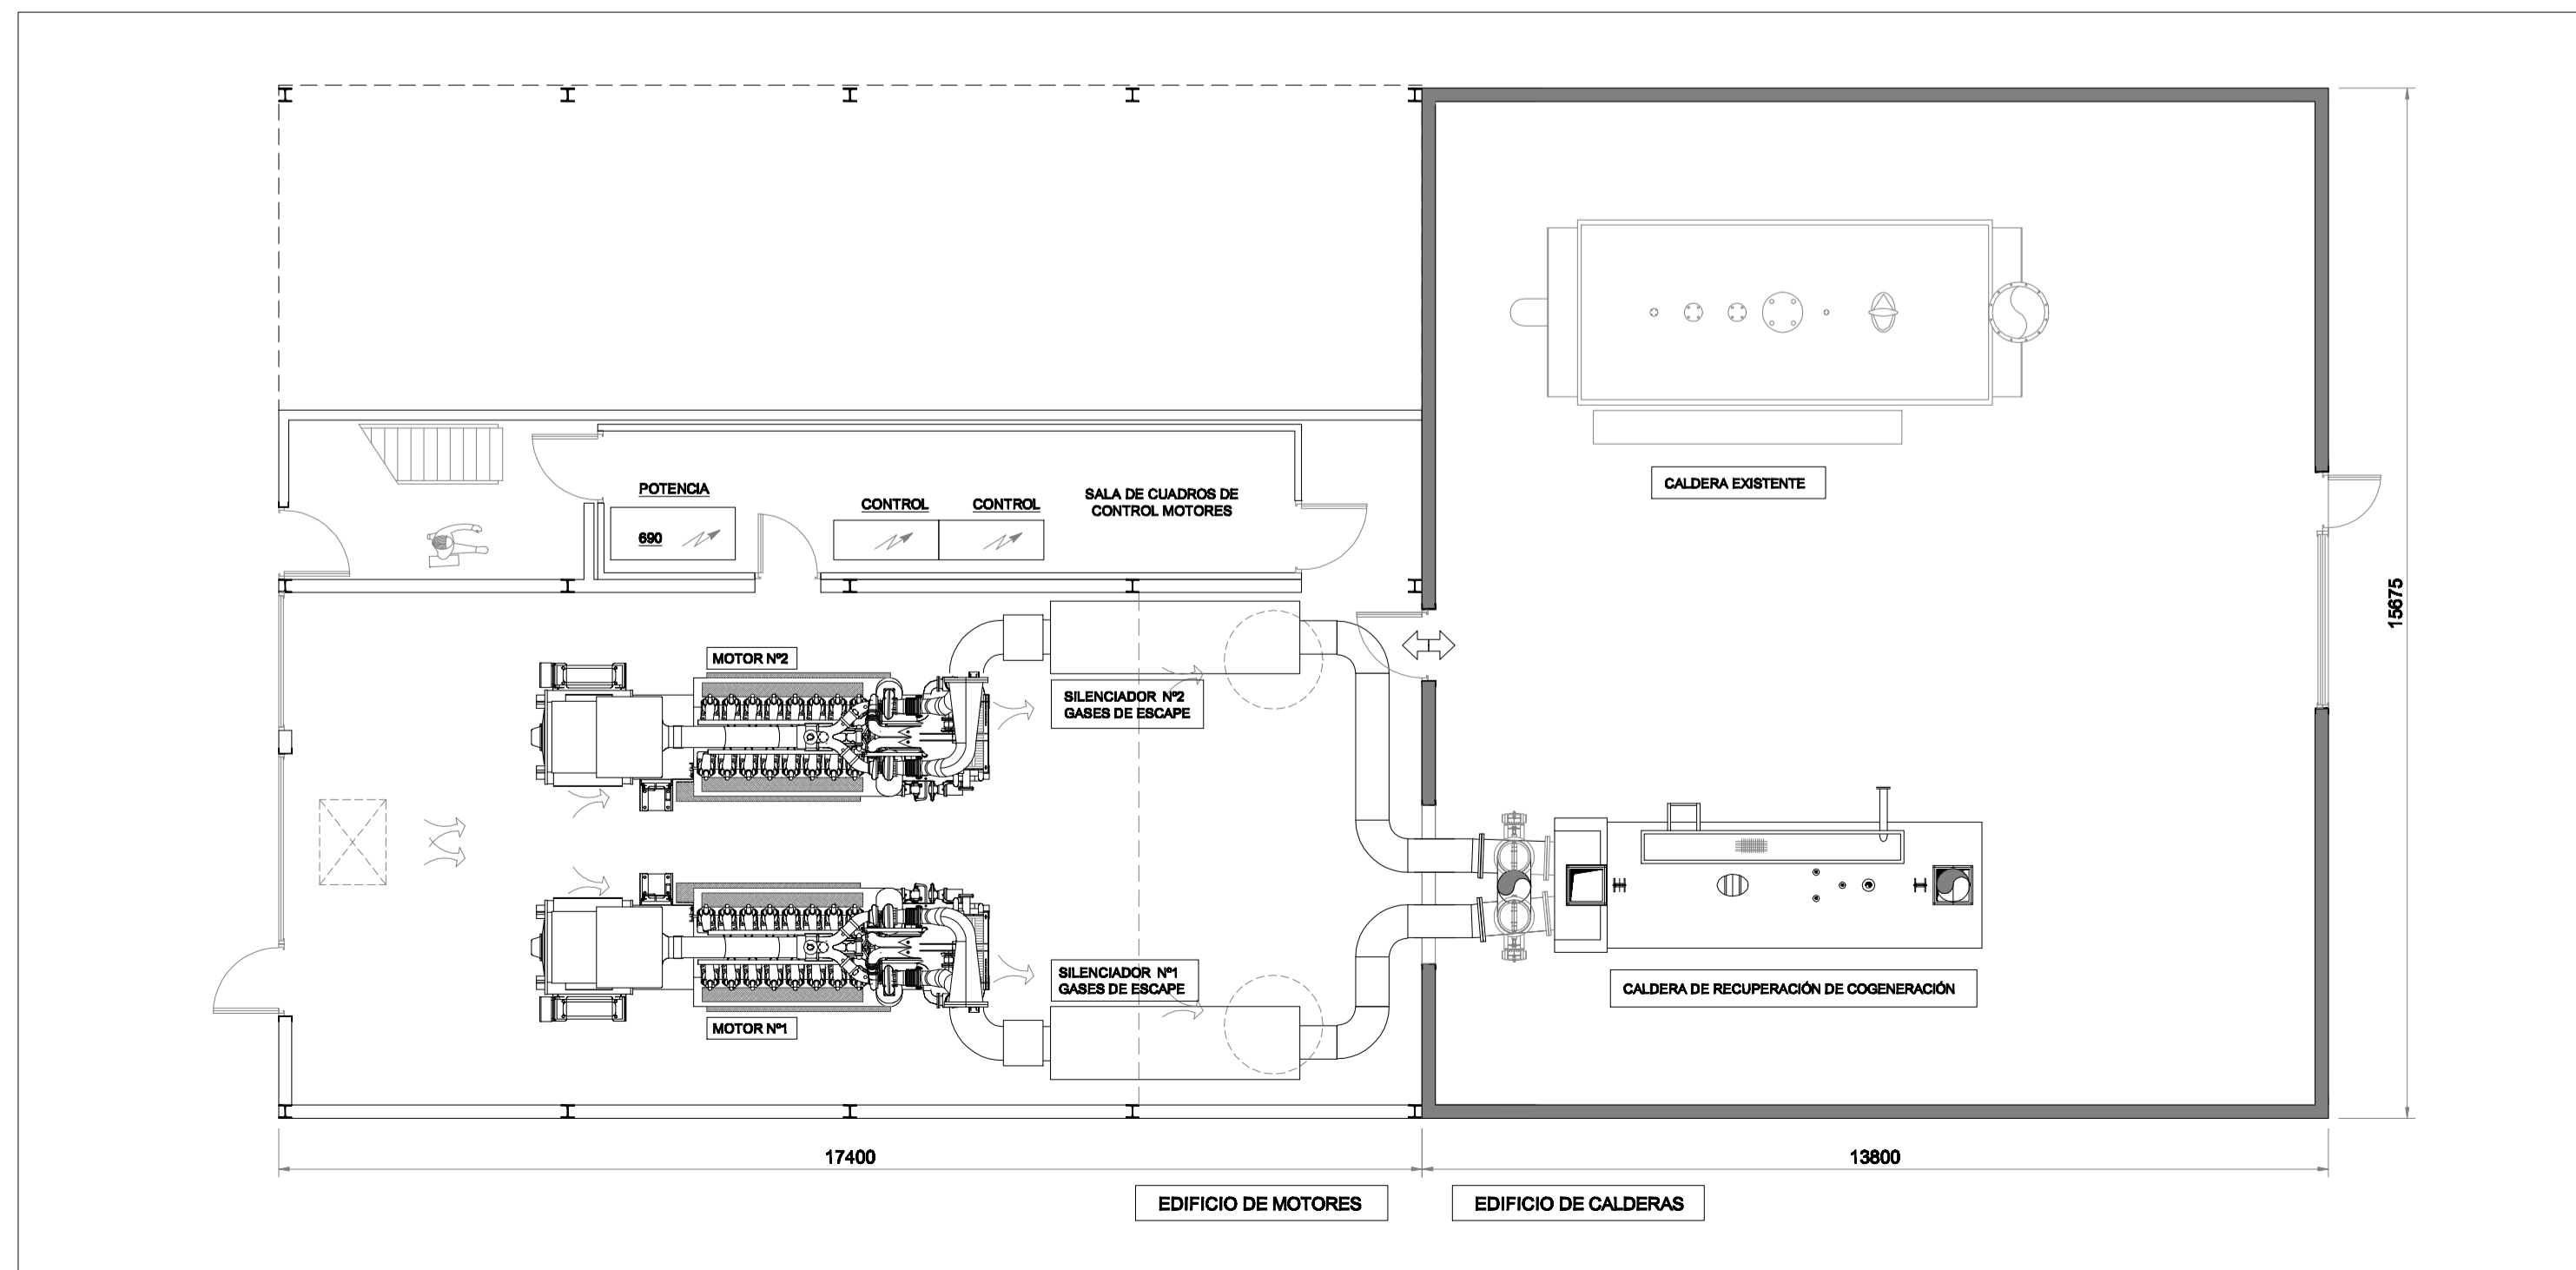 POTENCIA
690
CONTROL
CONTROL
SALA DE CUADROS DE
CONTROL MOTORES
CALDERA EXISTENTE
15675
MOTOR Nº2
SILENCIADOR Nº2
GASES DE ESCAPE
SILENCIADOR Nº1
GASES DE ESCAPE
MOTOR Nº1
CALDERA DE RECUPERACIÓN DE COGENERACIÓN
17400
13800
EDIFICIO DE MOTORES
EDIFICIO DE CALDERAS